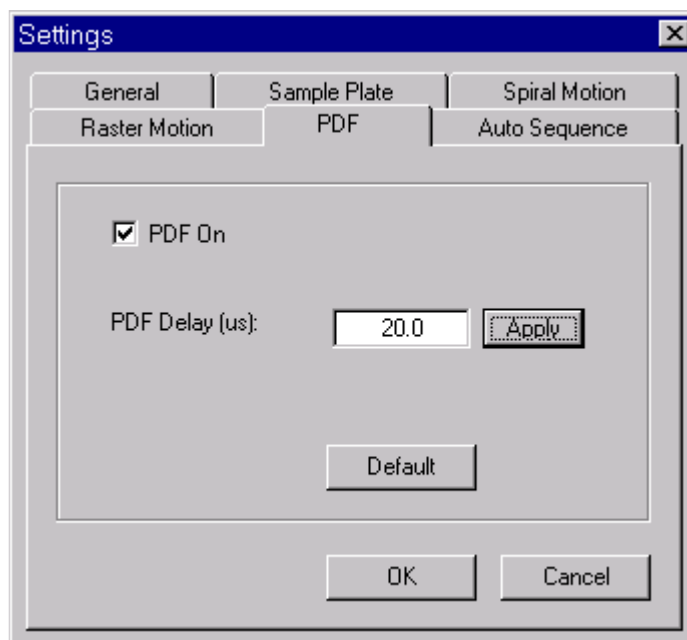 Settings
General Sample Plate Spiral Motion
Raster Motion PDF Auto Sequence
PDF On
PDF Delay (us): 20.0 Apply
Default
OK Cancel